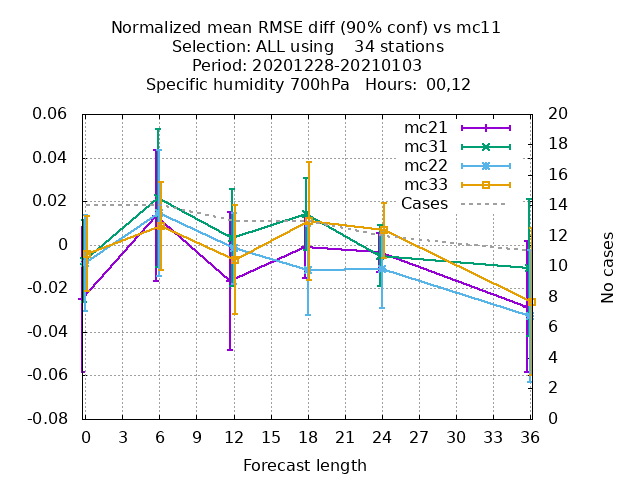 Normalized mean RMSE diff (90% conf) vs mc11
Selection: ALL using    34 stations
Period: 20201228-20210103
Specific humidity 700hPa   Hours: 00,12
0.06
0.04
0.02
0
-0.02
-0.04
-0.06
-0.08
20
18
16
14
12
10
8
6
4
2
0
mc21
mc31
mc22
mc33
Cases
No cases
0 3 6 9 12 15 18 21 24 27 30 33 36
Forecast length